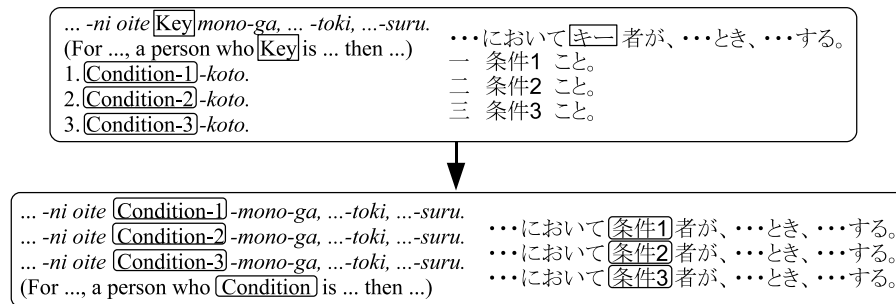 ... -ni oite Key mono-ga, ... -toki, ...-suru.
(For ..., a person who Key is ... then ...)
1. Condition-1 -koto.
2. Condition-2 -koto.
3. Condition-3 -koto.
・・・において キー 者が、・・・とき、・・・する。
一 条件1 こと。
二 条件2 こと。
三 条件3 こと。
... -ni oite Condition-1 -mono-ga, ...-toki, ...-suru.
... -ni oite Condition-2 -mono-ga, ...-toki, ...-suru.
... -ni oite Condition-3 -mono-ga, ...-toki, ...-suru.
(For ..., a person who Condition is ... then ...)
・・・において 条件1 者が、・・・とき、・・・する。
・・・において 条件2 者が、・・・とき、・・・する。
・・・において 条件3 者が、・・・とき、・・・する。